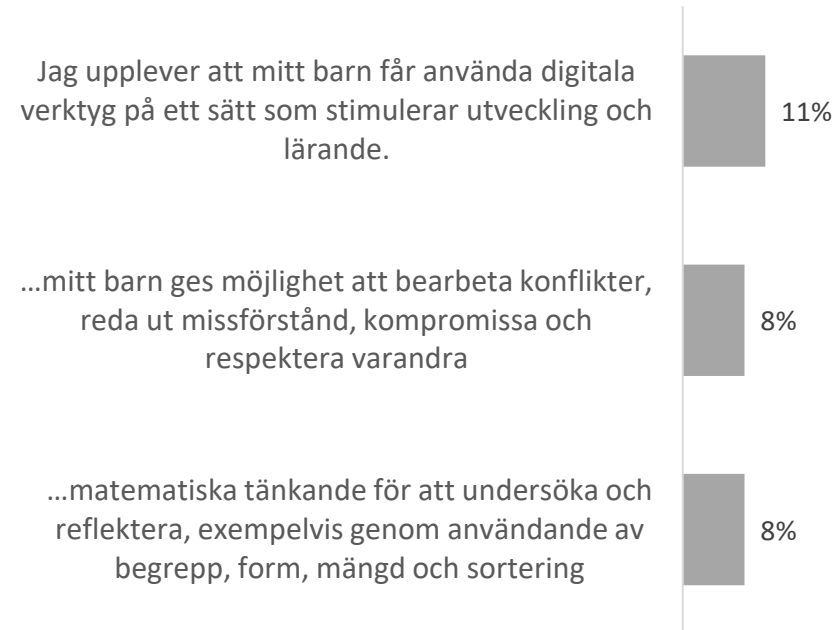 Jag upplever att mitt barn får använda digitala
verktyg på ett sätt som stimulerar utveckling och
lärande.
11%
…mitt barn ges möjlighet att bearbeta konflikter,
reda ut missförstånd, kompromissa och
respektera varandra
8%
…matematiska tänkande för att undersöka och
reflektera, exempelvis genom användande av
begrepp, form, mängd och sortering
8%